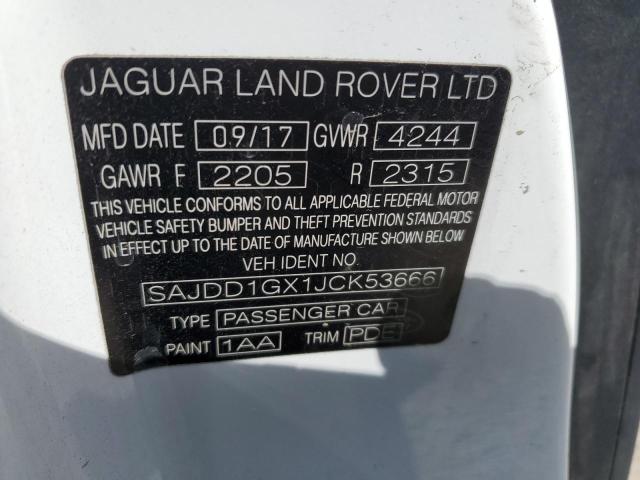 JAGUAR LAND ROVER LTD
MFD DATE 09/17 GVWR 4244
GAWR F 2205 R 2315
THIS VEHICLE CONFORMS TO ALL APPLICABLE FEDERAL MOTOR
VEHICLE SAFETY BUMPER AND THEFT PREVENTION STANDARDS
IN EFFECT UP TO THE DATE OF MANUFACTURE SHOWN BELOW
VEH IDENT NO.
SAJDD1GX1JCK53666
TYPE PASSENGER CAR
PAINT 1AA TRIM PDE